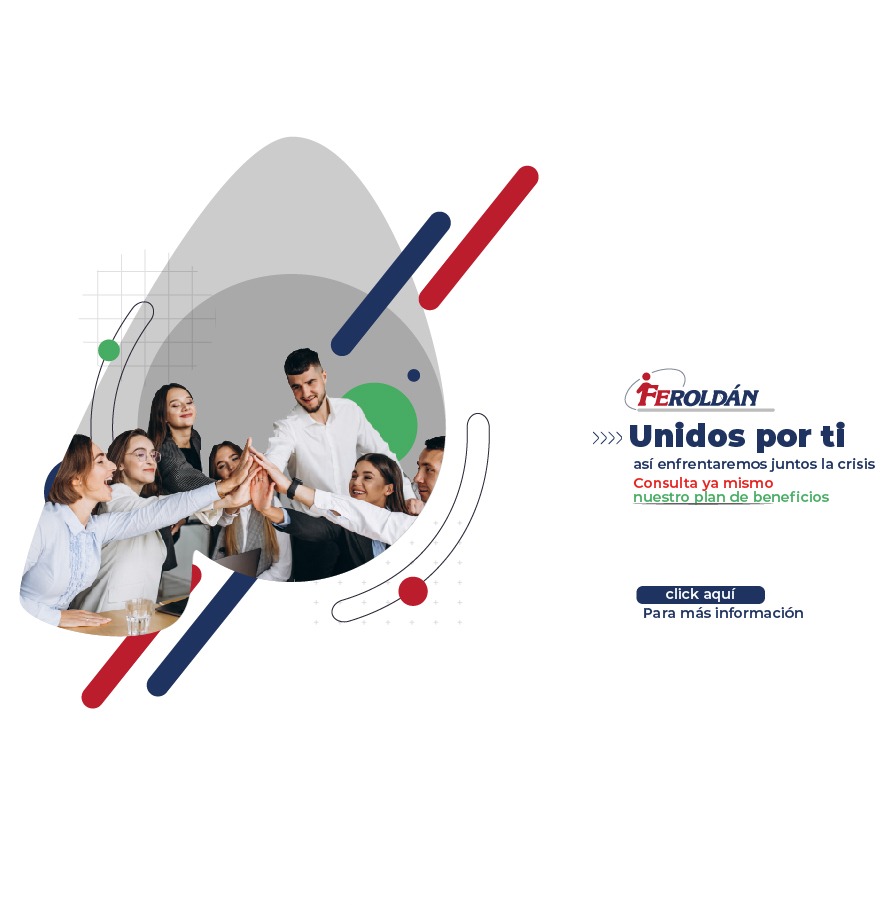 FEROLDÁN
Unidos por ti
así enfrentaremos juntos la crisis
Consulta ya mismo
nuestro plan de beneficios
click aquí
Para más información